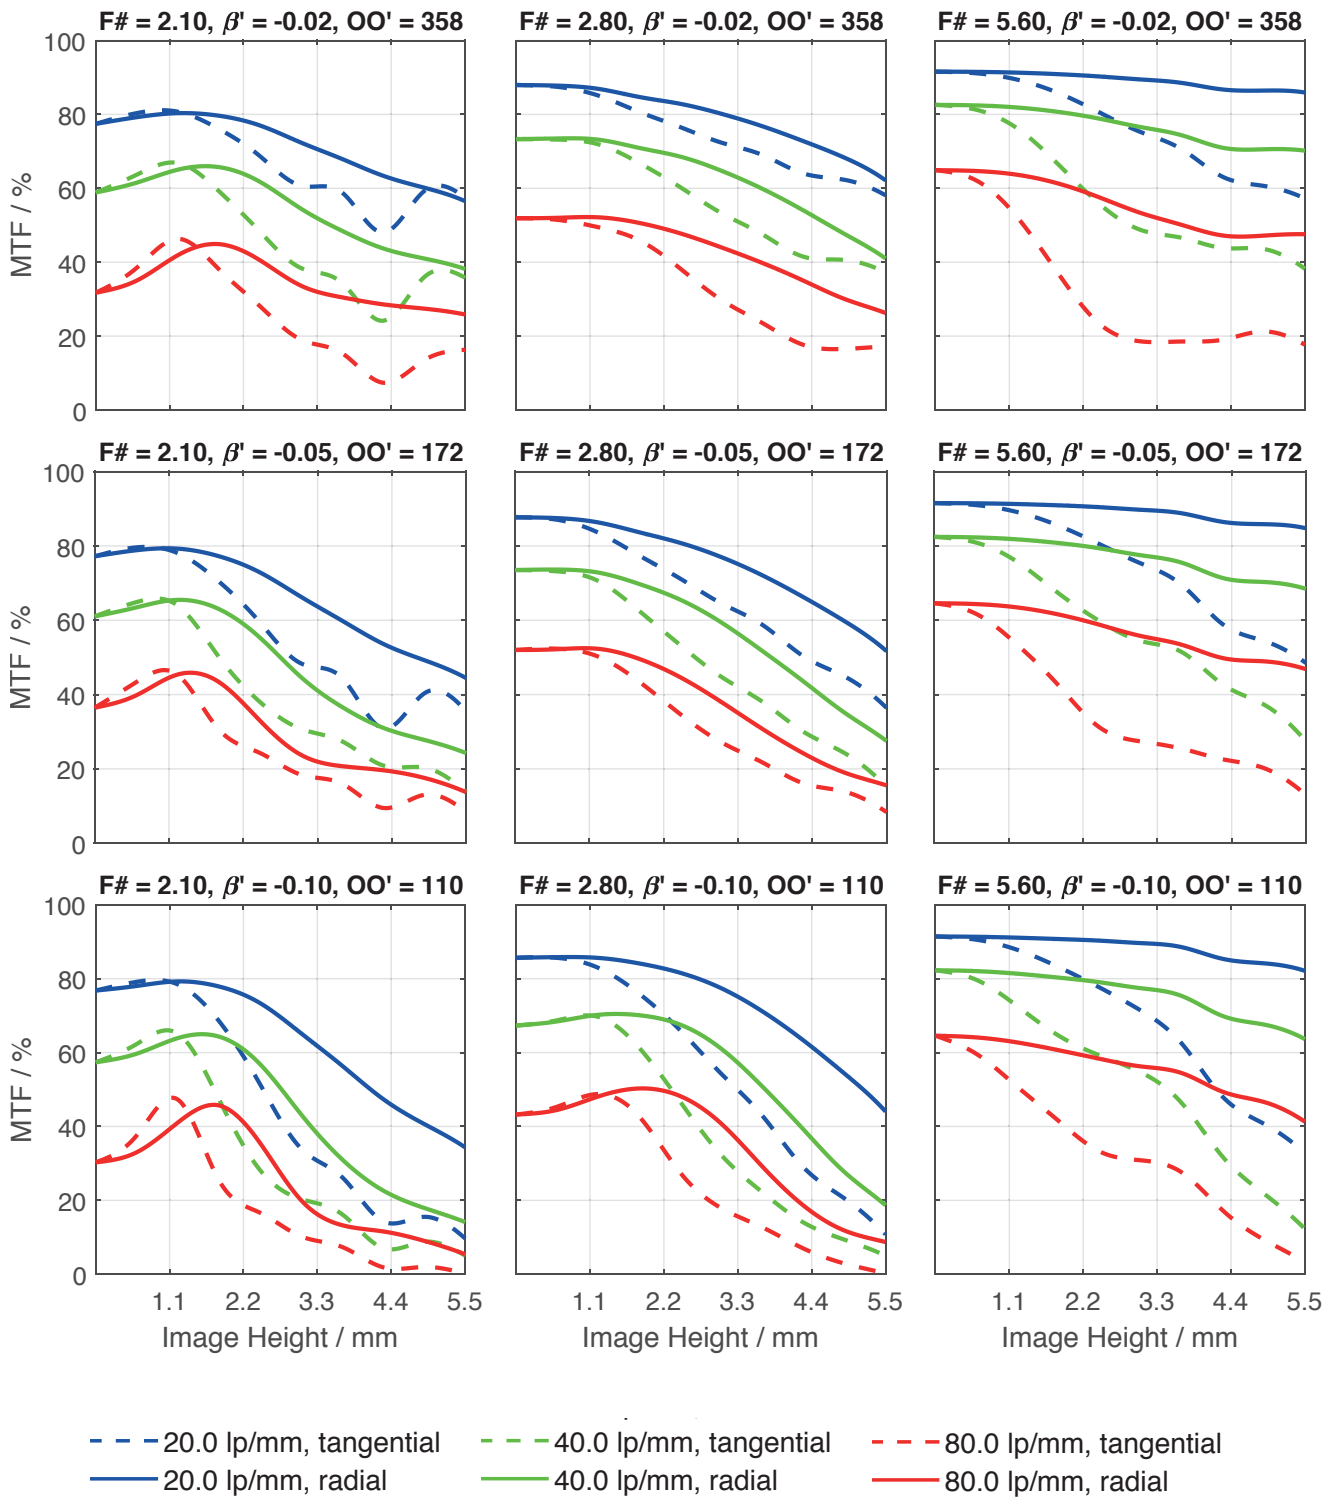 F# = 2.10, β' = -0.02, OO' = 358
F# = 2.80, β' = -0.02, OO' = 358
F# = 5.60, β' = -0.02, OO' = 358
MTF / %
100
80
60
40
20
0
F# = 2.10, β' = -0.05, OO' = 172
F# = 2.80, β' = -0.05, OO' = 172
F# = 5.60, β' = -0.05, OO' = 172
MTF / %
100
80
60
40
20
0
F# = 2.10, β' = -0.10, OO' = 110
F# = 2.80, β' = -0.10, OO' = 110
F# = 5.60, β' = -0.10, OO' = 110
MTF / %
100
80
60
40
20
0
1.1 2.2 3.3 4.4 5.5
1.1 2.2 3.3 4.4 5.5
1.1 2.2 3.3 4.4 5.5
Image Height / mm
Image Height / mm
Image Height / mm
20.0 lp/mm, tangential
40.0 lp/mm, tangential
80.0 lp/mm, tangential
20.0 lp/mm, radial
40.0 lp/mm, radial
80.0 lp/mm, radial